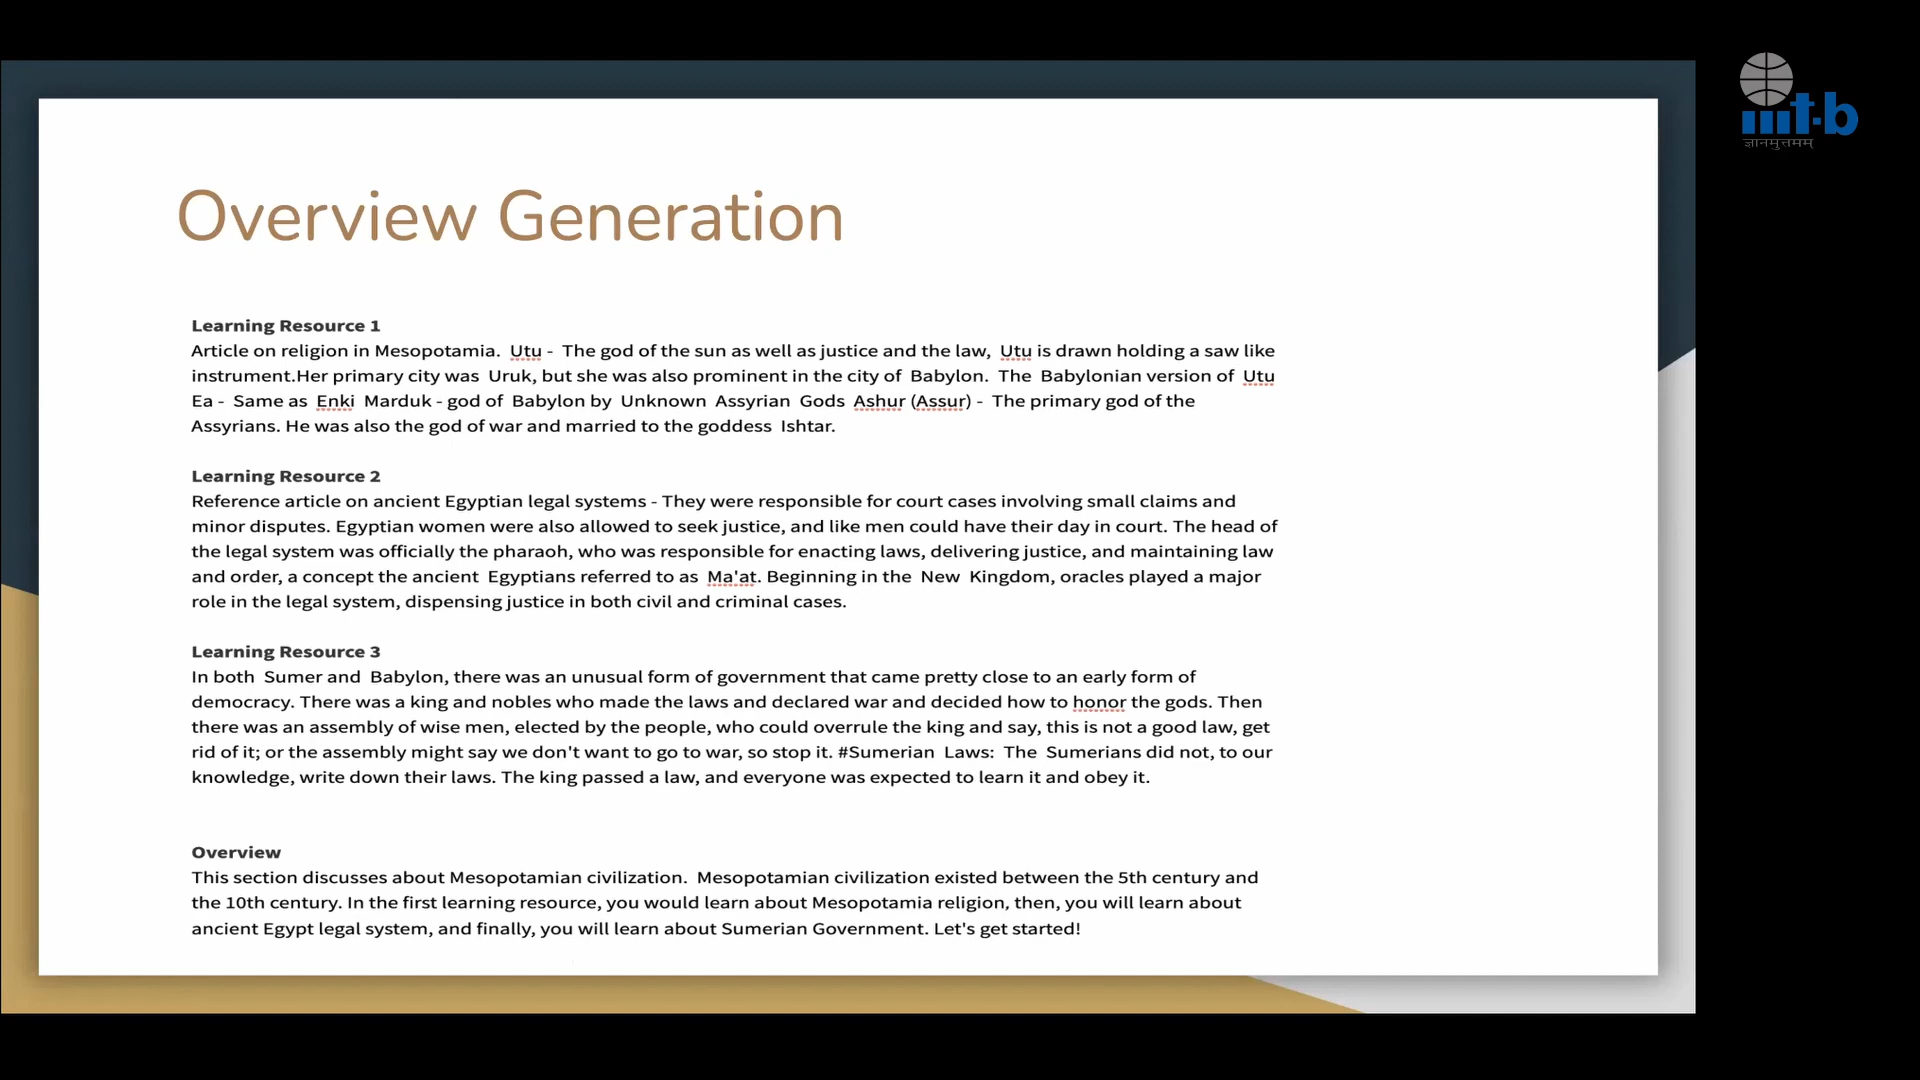 iiit-b
ज्ञानमुत्तमम्
Overview Generation
Learning Resource 1
Article on religion in Mesopotamia. Utu - The god of the sun as well as justice and the law, Utu is drawn holding a saw like
instrument.Her primary city was Uruk, but she was also prominent in the city of Babylon. The Babylonian version of Utu
Ea - Same as Enki Marduk - god of Babylon by Unknown Assyrian Gods Ashur (Assur) - The primary god of the
Assyrians. He was also the god of war and married to the goddess Ishtar.
Learning Resource 2
Reference article on ancient Egyptian legal systems - They were responsible for court cases involving small claims and
minor disputes. Egyptian women were also allowed to seek justice, and like men could have their day in court. The head of
the legal system was officially the pharaoh, who was responsible for enacting laws, delivering justice, and maintaining law
and order, a concept the ancient Egyptians referred to as Ma'at. Beginning in the New Kingdom, oracles played a major
role in the legal system, dispensing justice in both civil and criminal cases.
Learning Resource 3
In both Sumer and Babylon, there was an unusual form of government that came pretty close to an early form of
democracy. There was a king and nobles who made the laws and declared war and decided how to honor the gods. Then
there was an assembly of wise men, elected by the people, who could overrule the king and say, this is not a good law, get
rid of it; or the assembly might say we don't want to go to war, so stop it. #Sumerian Laws: The Sumerians did not, to our
knowledge, write down their laws. The king passed a law, and everyone was expected to learn it and obey it.
Overview
This section discusses about Mesopotamian civilization. Mesopotamian civilization existed between the 5th century and
the 10th century. In the first learning resource, you would learn about Mesopotamia religion, then, you will learn about
ancient Egypt legal system, and finally, you will learn about Sumerian Government. Let's get started!